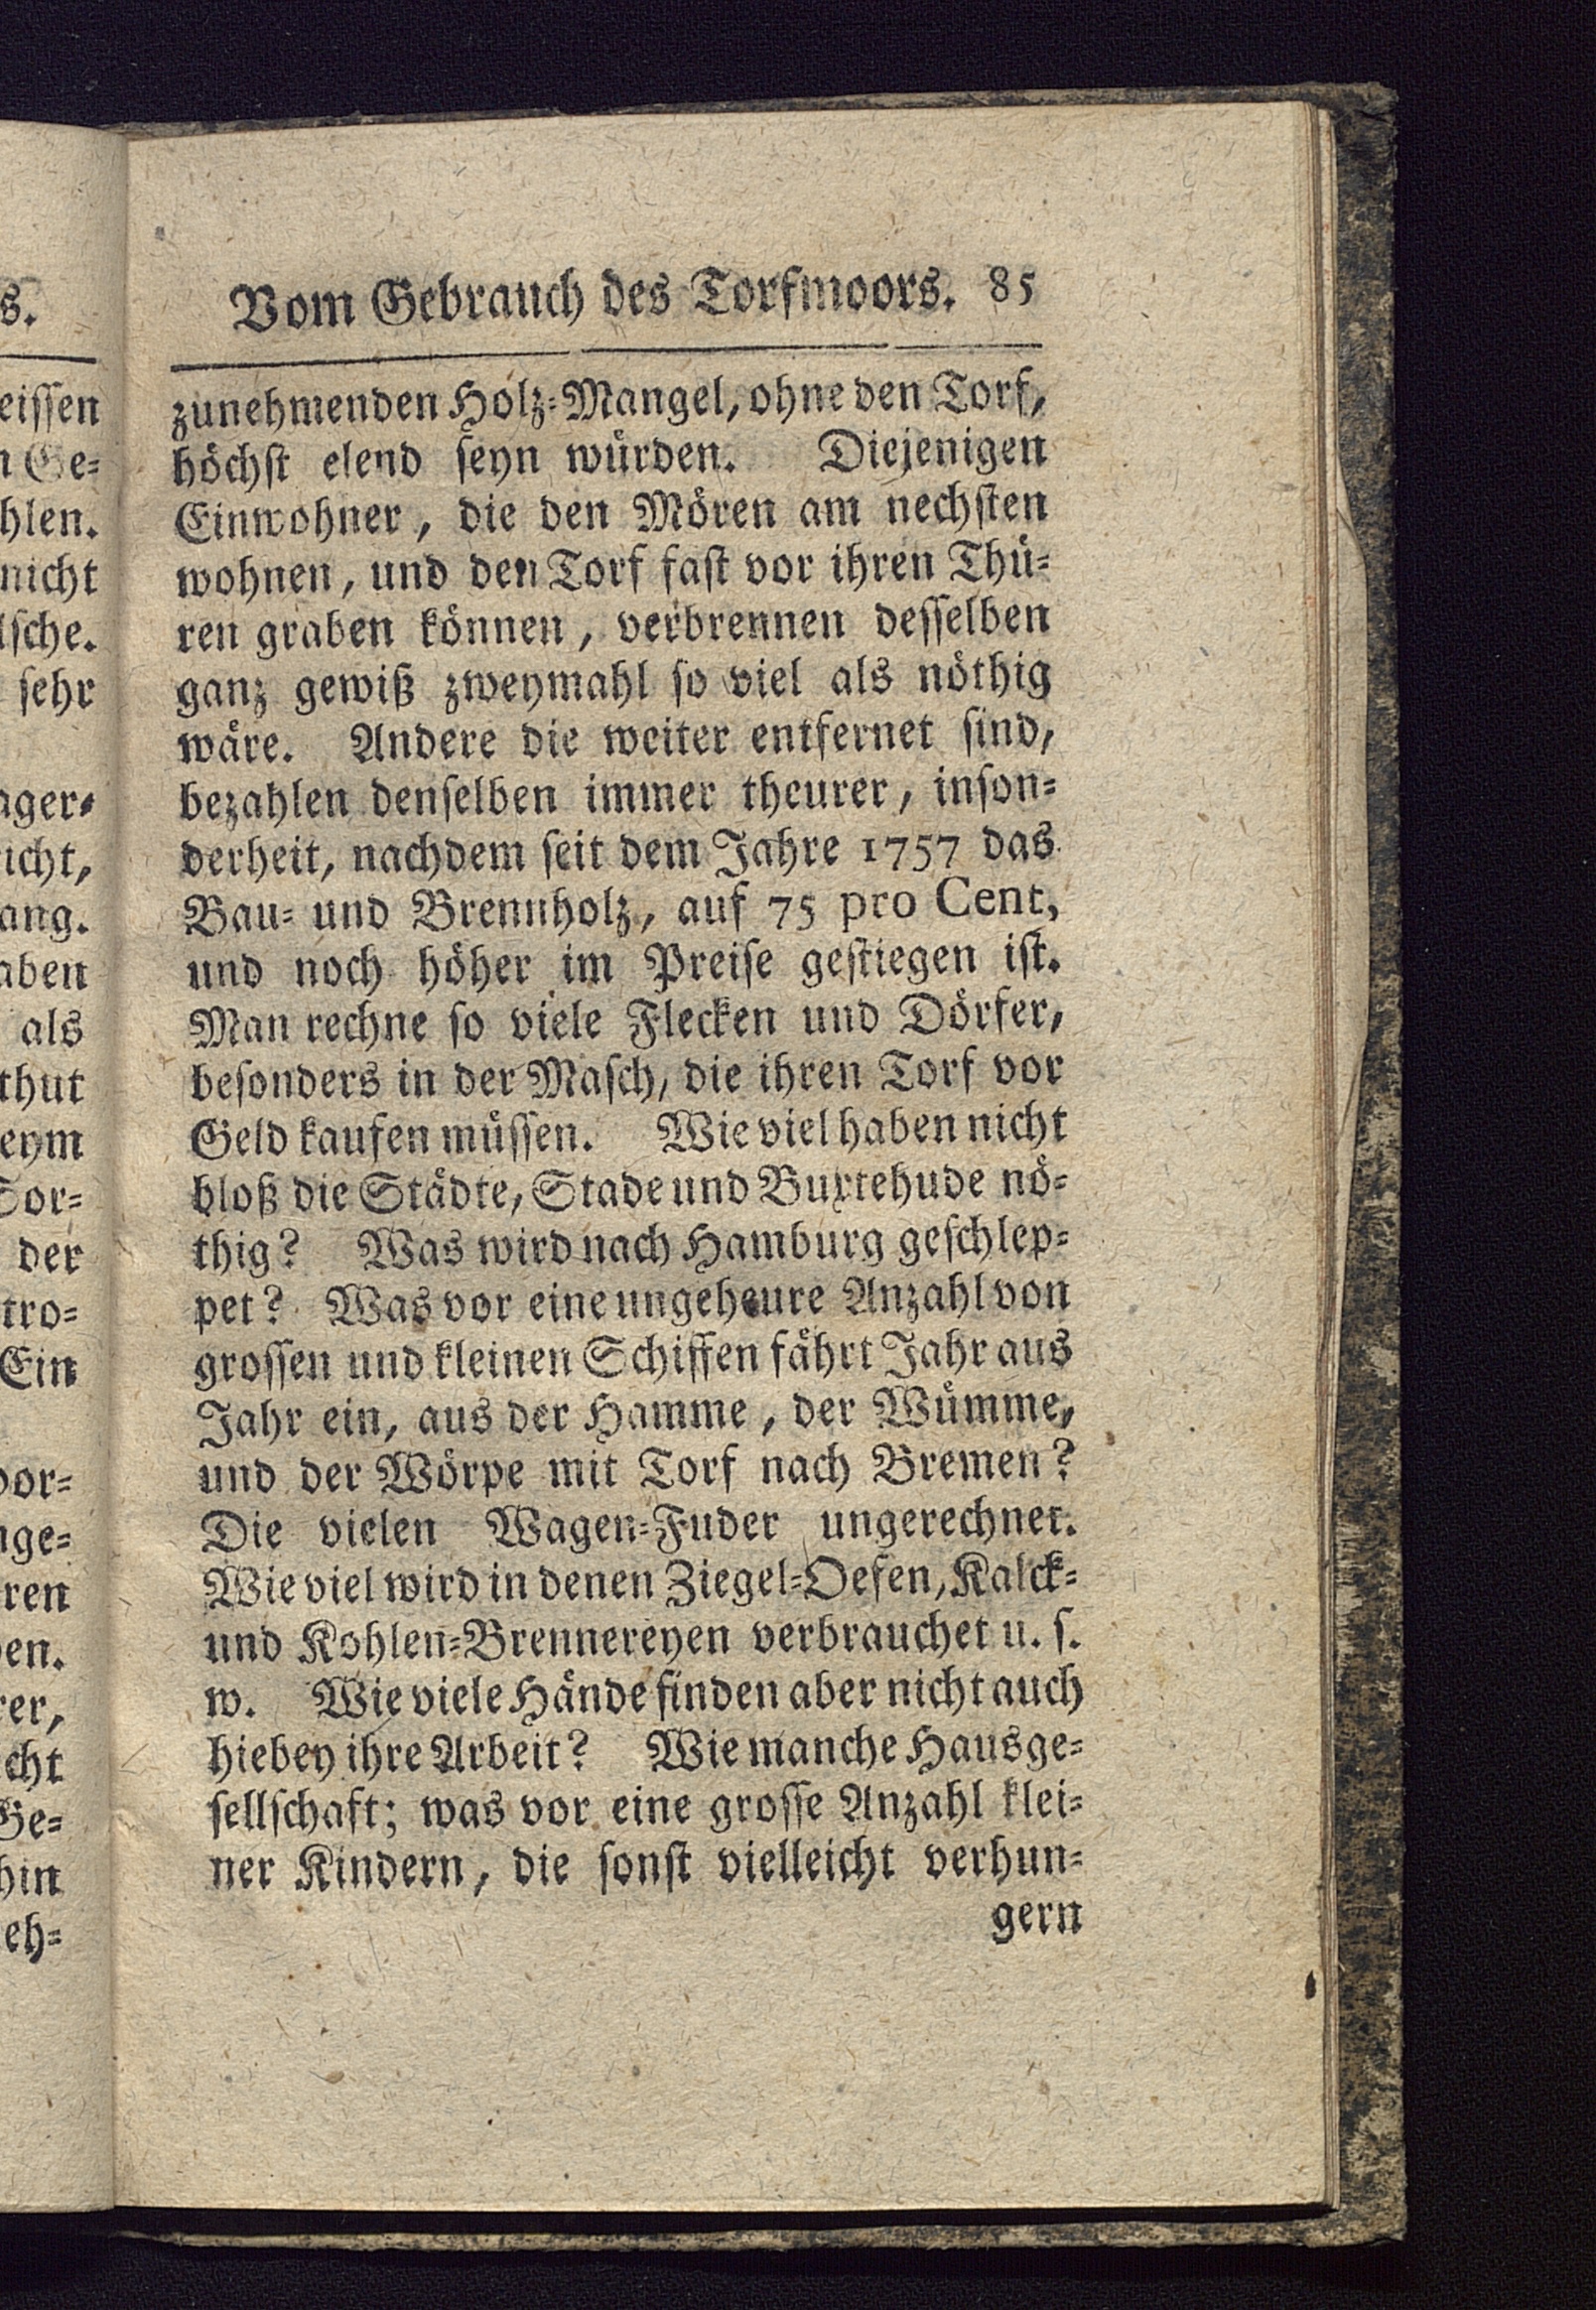 Vom Gebrauch des Torfmoors. 85
zunehmenden Holz-Mangel, ohne den Torf,
höchst elend seyn würden. Diejenigen
Einwohner, die den Mören am nechsten
wohnen, und den Torf fast vor ihren Thü-
ren graben können, verbrennen desselben
ganz gewiß zweymahl so viel als nöthig
wäre. Andere die weiter entfernet sind,
bezahlen denselben immer theurer, inson-
derheit, nachdem seit dem Jahre 1757 das
Bau- und Brennholz, auf 75 pro Cent,
und noch höher im Preise gestiegen ist.
Man rechne so viele Flecken und Dörfer,
besonders in der Masch, die ihren Torf vor
Geld kaufen müssen. Wie viel haben nicht
bloß die Städte, Stade und Buxtehude nö-
thig? Was wird nach Hamburg geschlep-
pet? Was vor eine ungeheure Anzahl von
grossen und kleinen Schiffen fährt Jahr aus
Jahr ein, aus der Hamme, der Wümme,
und der Wörpe mit Torf nach Bremen?
Die vielen Wagen-Fuder ungerechnet.
Wie viel wird in denen Ziegel-Oefen, Kalck-
und Kohlen-Brennereyen verbrauchet u. s.
w. Wie viele Hände finden aber nicht auch
hiebey ihre Arbeit? Wie manche Hausge-
sellschaft; was vor eine grosse Anzahl klei-
ner Kindern, die sonst vielleicht verhun-
gern